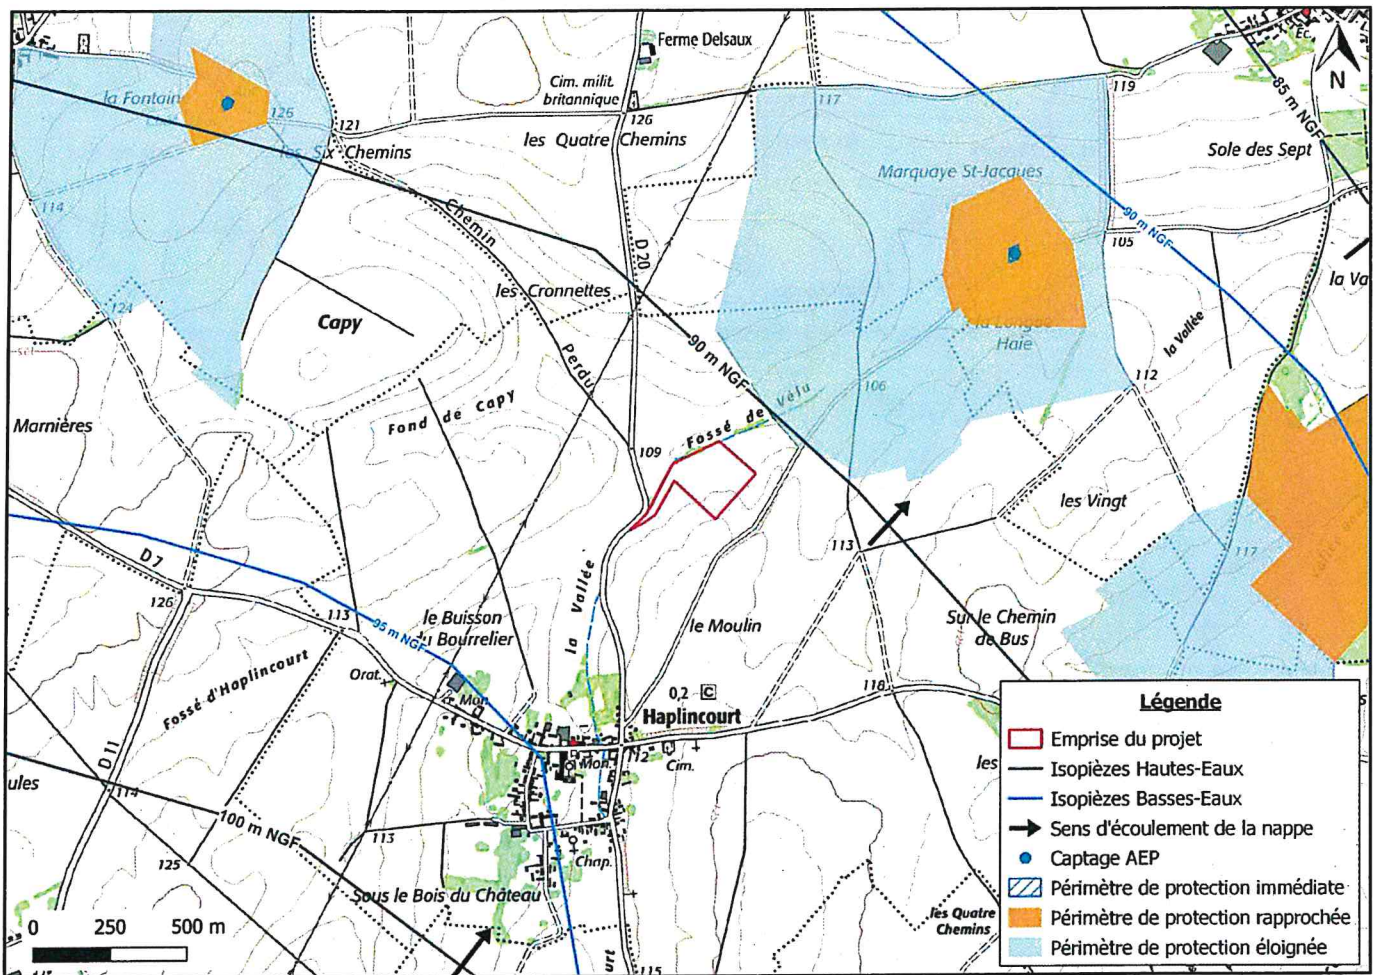 Ferme Delsaux
Éc.
N
la Fontaine
126
Cim. milit.
britannique
126
117
119
85 m NGF
121
les Six Chemins
les Quatre Chemins
Sole des Sept
Marquaye St-Jacques
114
Chemin
D 20
90 m NGF
105
les Cronnettes
la Va
124
Capy
la Longue
Haie
la Vallée
Perdu
90 m NGF
106
112
Fond de Capy
Fossé de Vélu
Marnières
109
les Vingt
D 7
113
117
la Vallée
126
113
le Buisson
du Bourrelier
95 m NGF
le Moulin
Sur le Chemin
de Bus
Fossé d'Haplincourt
Orat.
Mon.
0,2 C
118
Haplincourt
D 11
Mon.
112
Cim.
les
ules
114
100 m NGF
113
125
Chap.
Sous le Bois du Château
les Quatre
Chemins
urt
115
0 250 500 m
Légende
Emprise du projet
Isopièzes Hautes-Eaux
Isopièzes Basses-Eaux
Sens d'écoulement de la nappe
Captage AEP
Périmètre de protection immédiate
Périmètre de protection rapprochée
Périmètre de protection éloignée